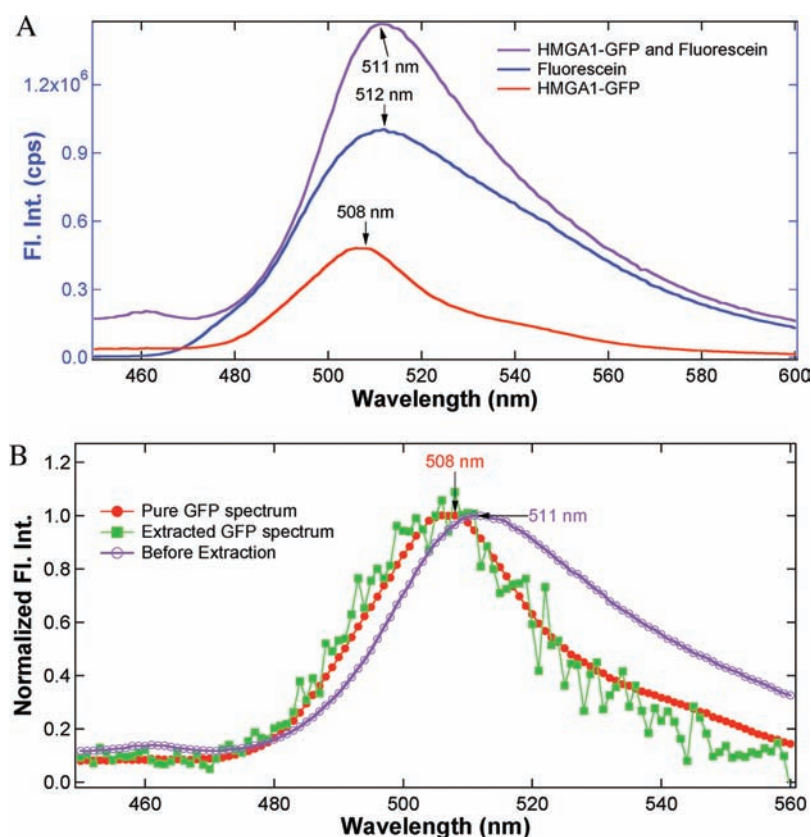 A
HMGA1-GFP and Fluorescein
Fluorescein
HMGA1-GFP
511 nm
512 nm
508 nm
1.2x10⁶
0.9
0.6
0.3
0.0
Fl. Int. (cps)
460 480 500 520 540 560 580 600
Wavelength (nm)
B
508 nm
511 nm
Pure GFP spectrum
Extracted GFP spectrum
Before Extraction
1.2
1.0
0.8
0.6
0.4
0.2
0.0
Normalized Fl. Int.
460 480 500 520 540 560
Wavelength (nm)